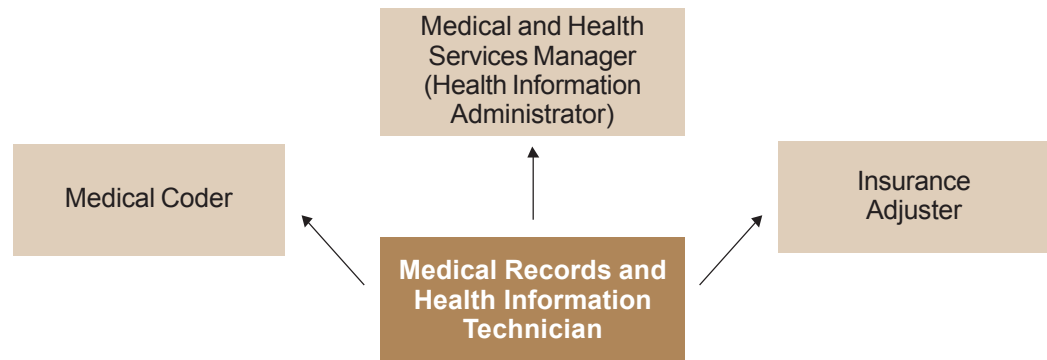 Medical and Health
Services Manager
(Health Information
Administrator)
Medical Coder
Insurance
Adjuster
Medical Records and
Health Information
Technician